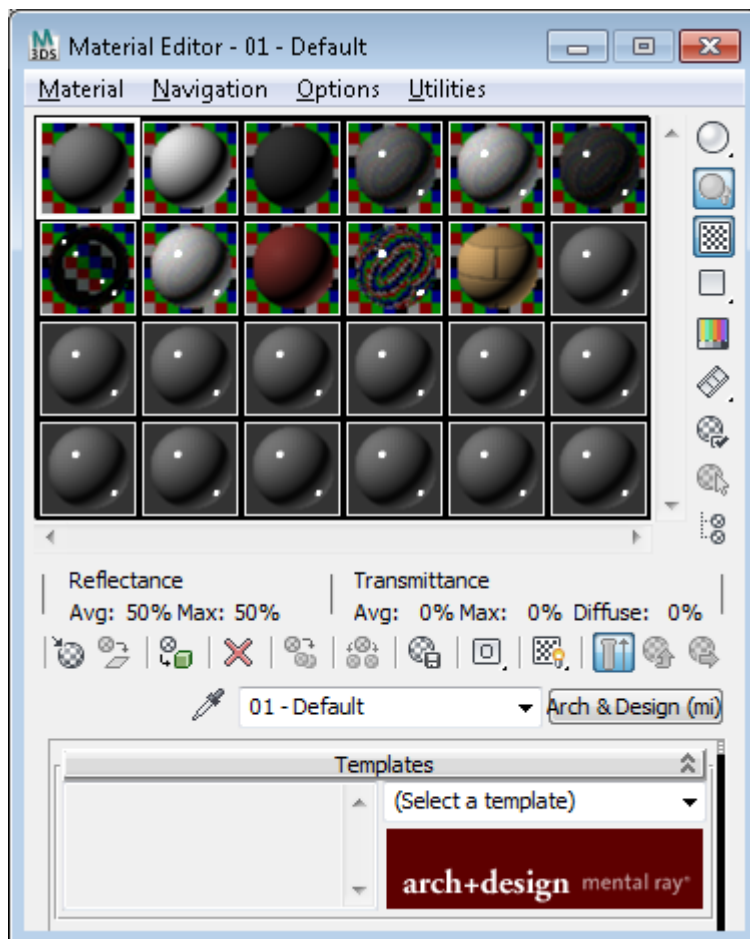 M 3DS Material Editor - 01 - Default
Material Navigation Options Utilities
Reflectance Transmittance
Avg: 50% Max: 50% Avg: 0% Max: 0% Diffuse: 0%
01 - Default Arch & Design (mi)
Templates
(Select a template)
arch+design mental ray®